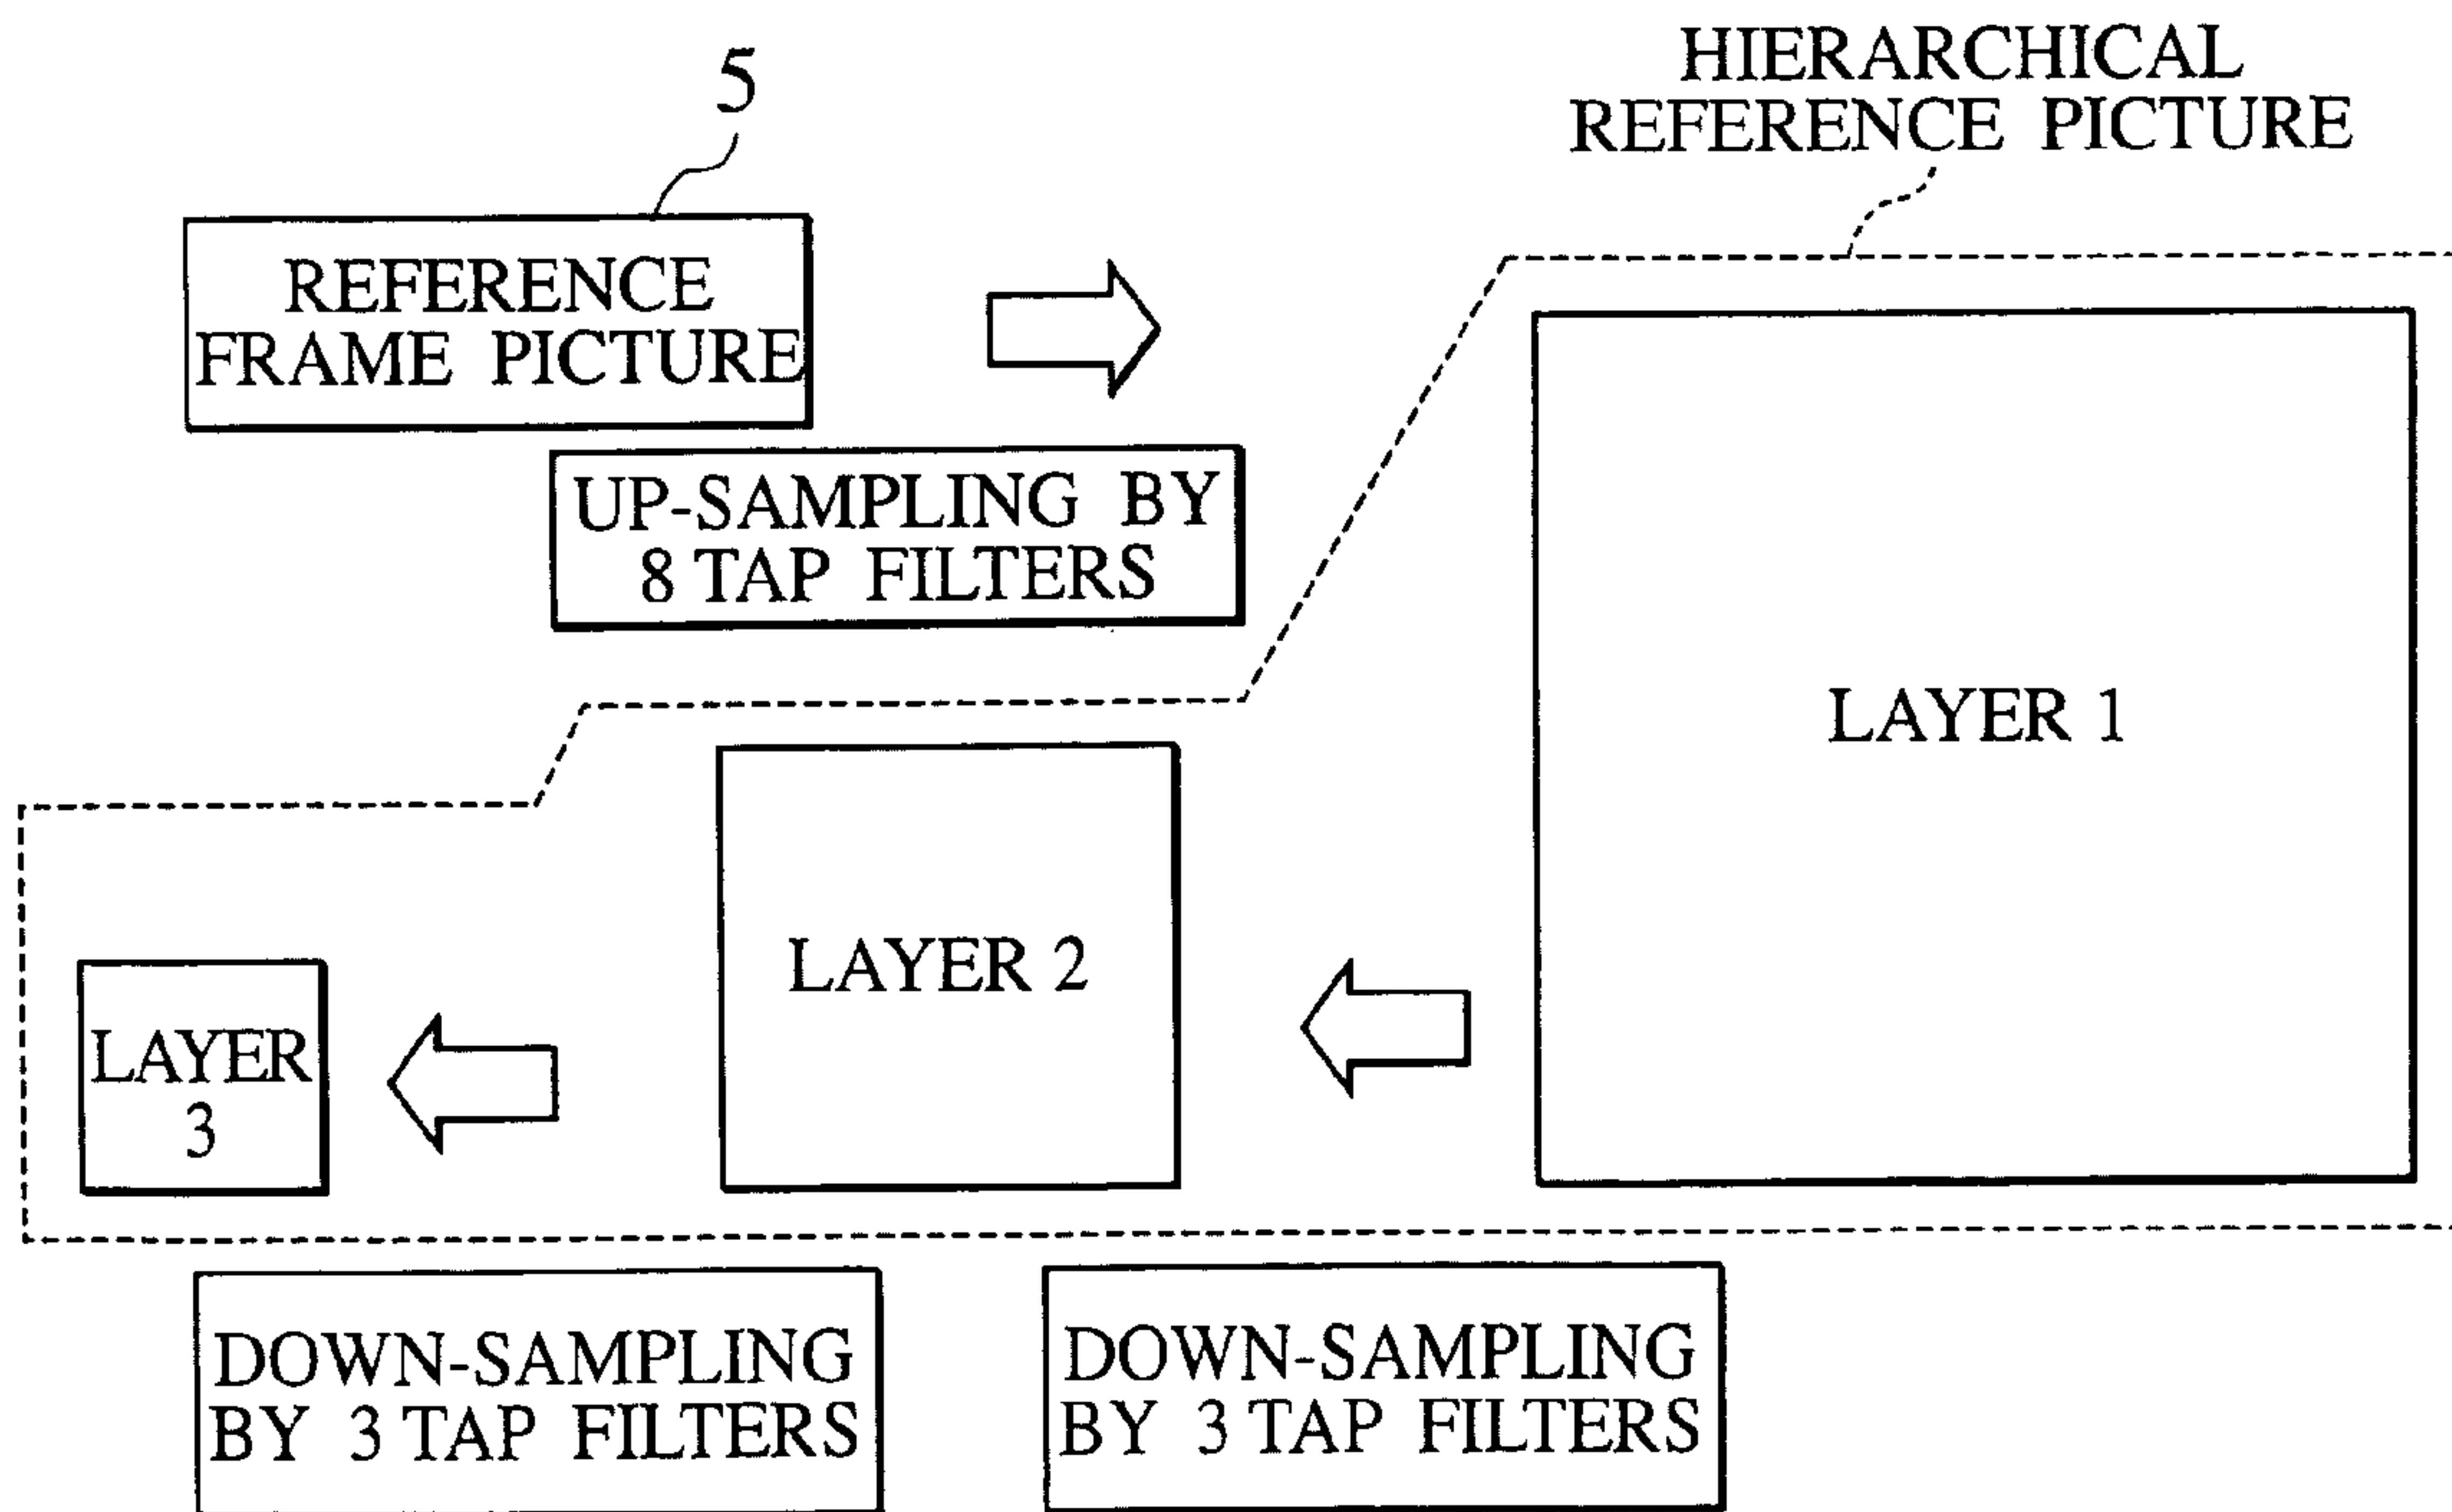 5
HIERARCHICAL
REFERENCE PICTURE
REFERENCE
FRAME PICTURE
UP-SAMPLING BY
8 TAP FILTERS
LAYER 1
LAYER 2
LAYER
3
DOWN-SAMPLING
BY 3 TAP FILTERS
DOWN-SAMPLING
BY 3 TAP FILTERS